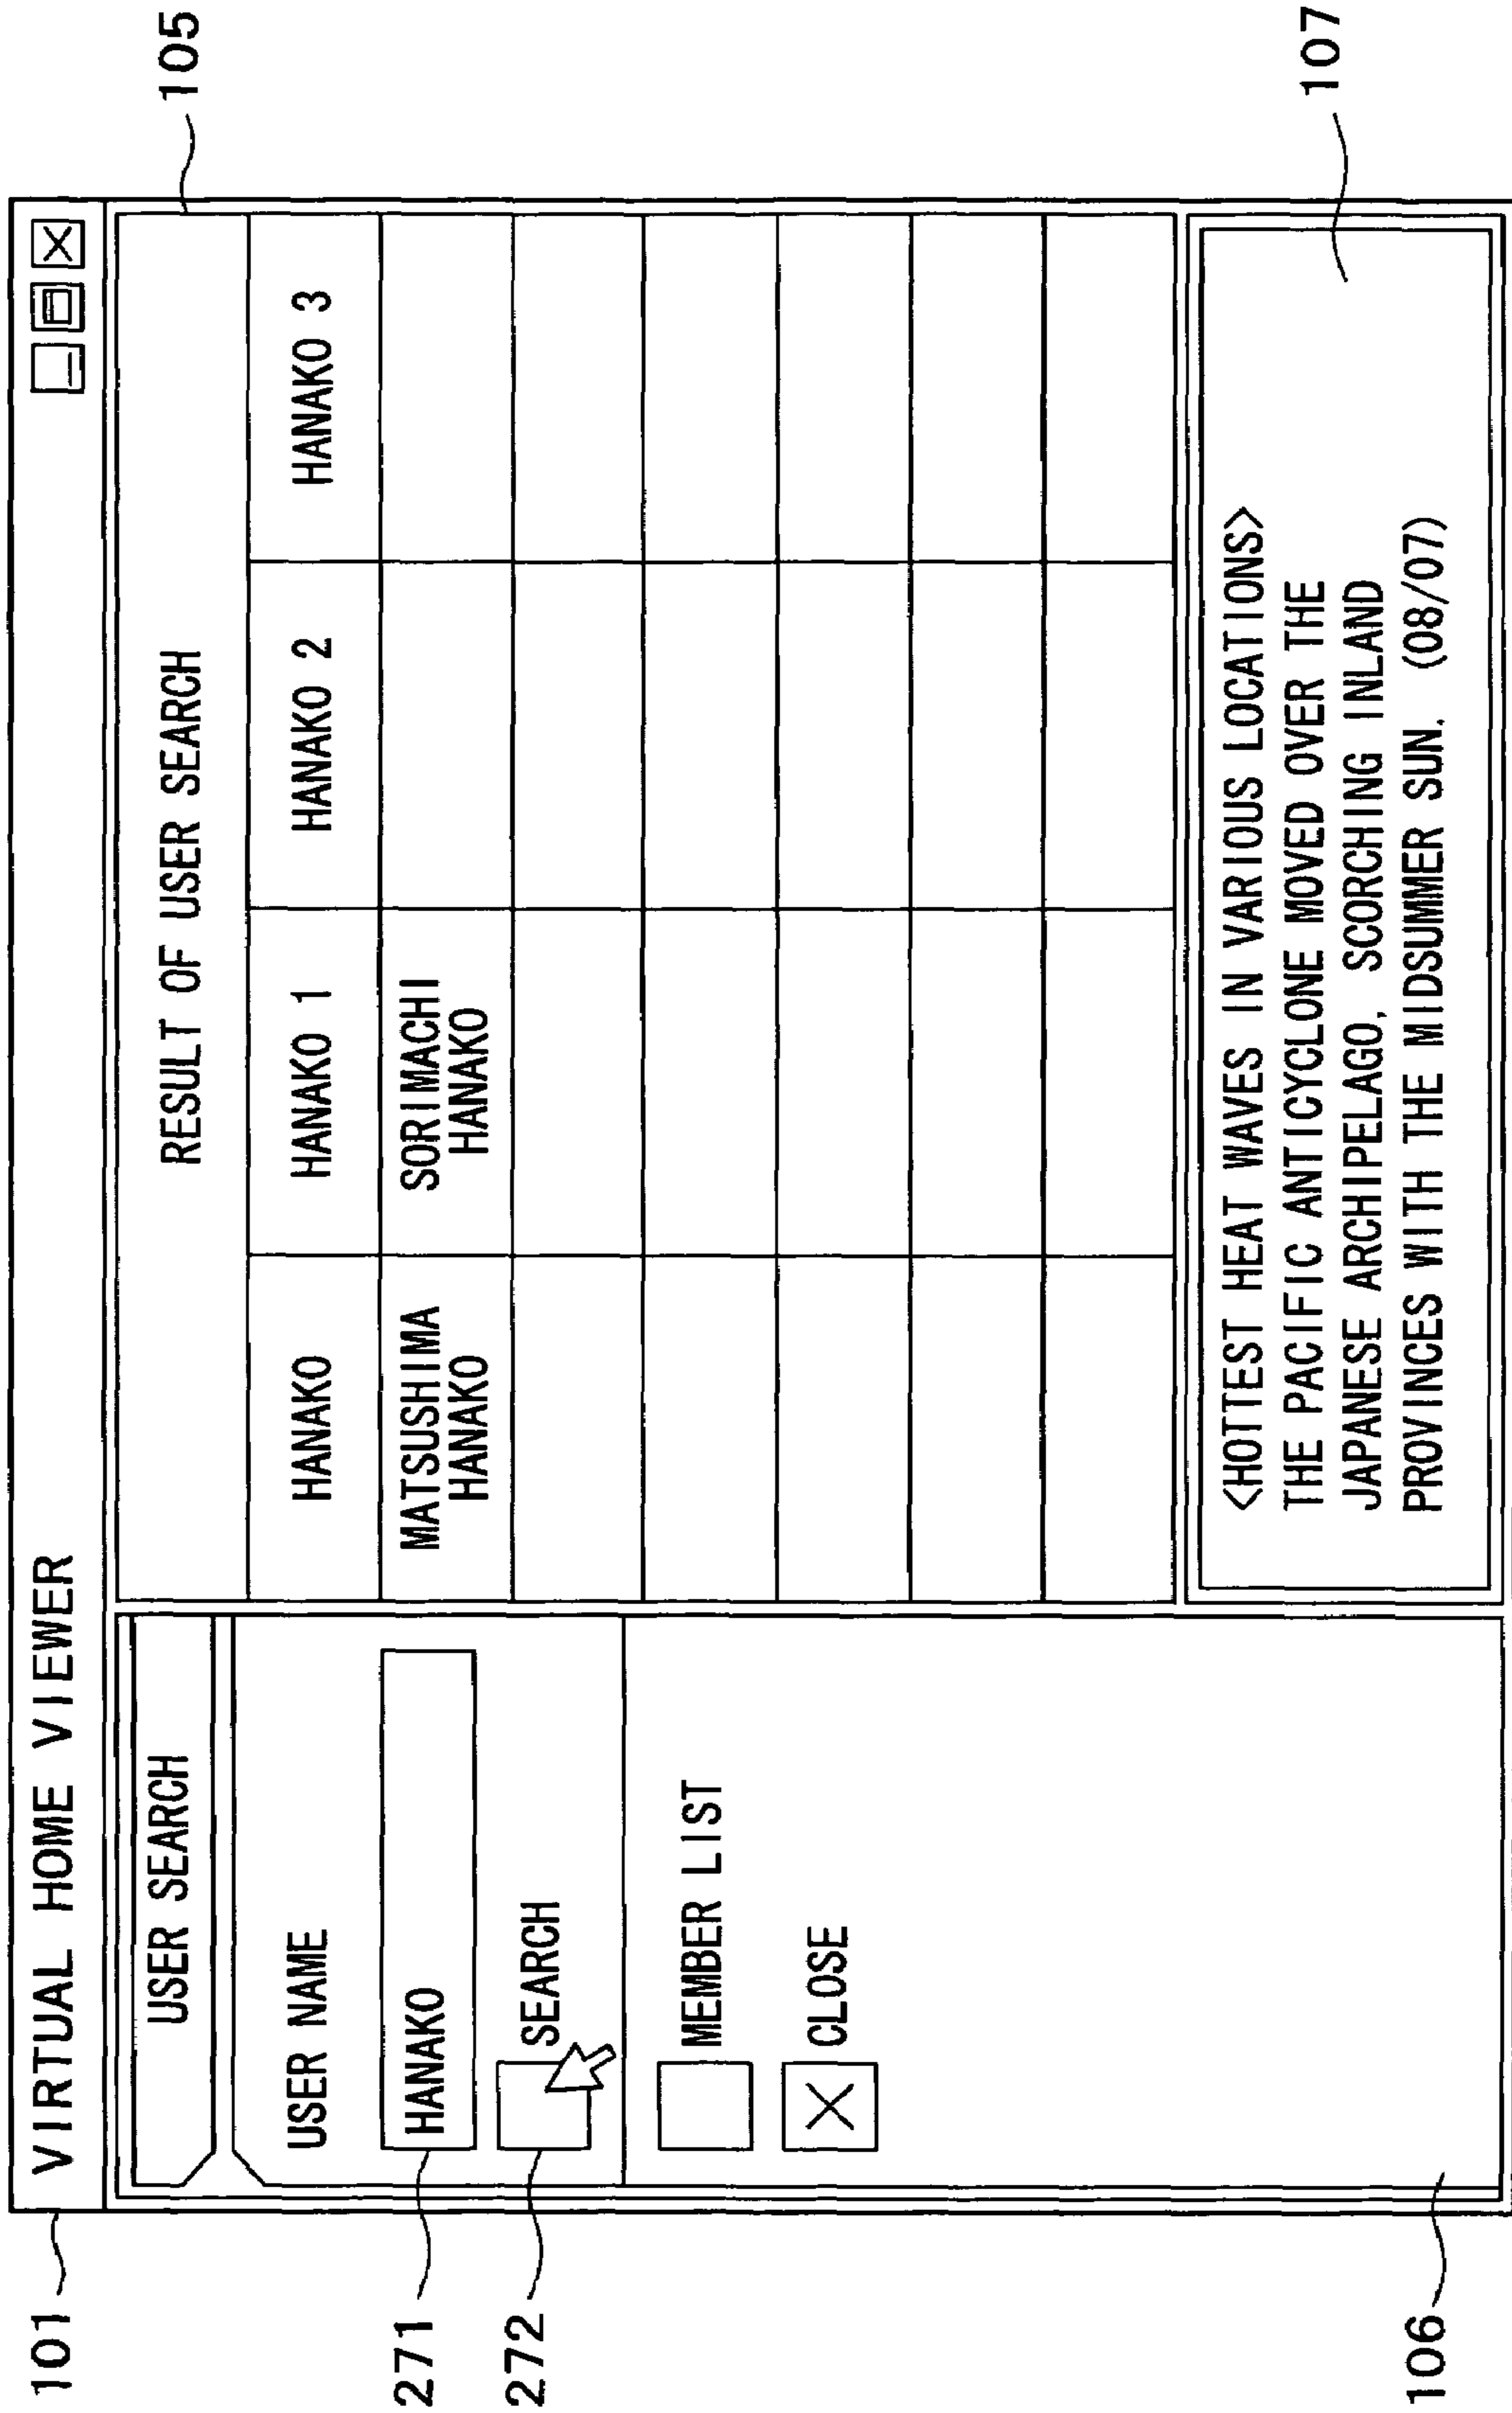 101
VIRTUAL HOME VIEWER
105
USER SEARCH
USER NAME
271
HANAKO
272
SEARCH
MEMBER LIST
CLOSE
106
RESULT OF USER SEARCH
HANAKO HANAKO 1 HANAKO 2 HANAKO 3
MATSUSHIMA SORIMACHI
HANAKO HANAKO
<HOTTEST HEAT WAVES IN VARIOUS LOCATIONS>
THE PACIFIC ANTICYCLONE MOVED OVER THE
JAPANESE ARCHIPELAGO, SCORCHING INLAND
PROVINCES WITH THE MIDSUMMER SUN. (08/07)
107